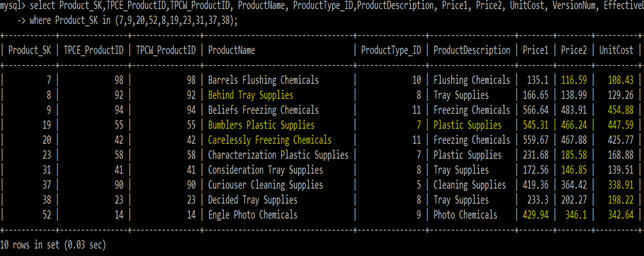 mysql> select Product_SK,TPCE_ProductID,TPCW_ProductID, ProductName, ProductType_ID,ProductDescription, Price1, Price2, UnitCost, VersionNum, EffectiveD
-> where Product_SK in (7,9,20,52,8,19,23,31,37,38);
| Product_SK | TPCE_ProductID | TPCW_ProductID | ProductName | ProductType_ID | ProductDescription | Price1 | Price2 | UnitCost |
| 7 | 98 | 98 | Barrels Flushing Chemicals | 10 | Flushing Chemicals | 135.1 | 116.59 | 108.43
| 8 | 92 | 92 | Behind Tray Supplies | 8 | Tray Supplies | 166.65 | 138.99 | 129.26
| 9 | 94 | 94 | Beliefs Freezing Chemicals | 11 | Freezing Chemicals | 566.64 | 483.91 | 454.88
| 19 | 55 | 55 | Bumblers Plastic Supplies | 7 | Plastic Supplies | 545.31 | 466.24 | 447.59
| 20 | 42 | 42 | Carelessly Freezing Chemicals | 11 | Freezing Chemicals | 559.67 | 467.88 | 425.77
| 23 | 58 | 58 | Characterization Plastic Supplies | 7 | Plastic Supplies | 231.68 | 185.58 | 168.88
| 31 | 41 | 41 | Consideration Tray Supplies | 8 | Tray Supplies | 172.56 | 146.85 | 139.51
| 37 | 90 | 90 | Curiouser Cleaning Supplies | 5 | Cleaning Supplies | 419.36 | 364.42 | 338.91
| 38 | 23 | 23 | Decided Tray Supplies | 8 | Tray Supplies | 233.3 | 202.27 | 198.22
| 52 | 14 | 14 | Engle Photo Chemicals | 9 | Photo Chemicals | 429.94 | 346.1 | 342.64
10 rows in set (0.03 sec)